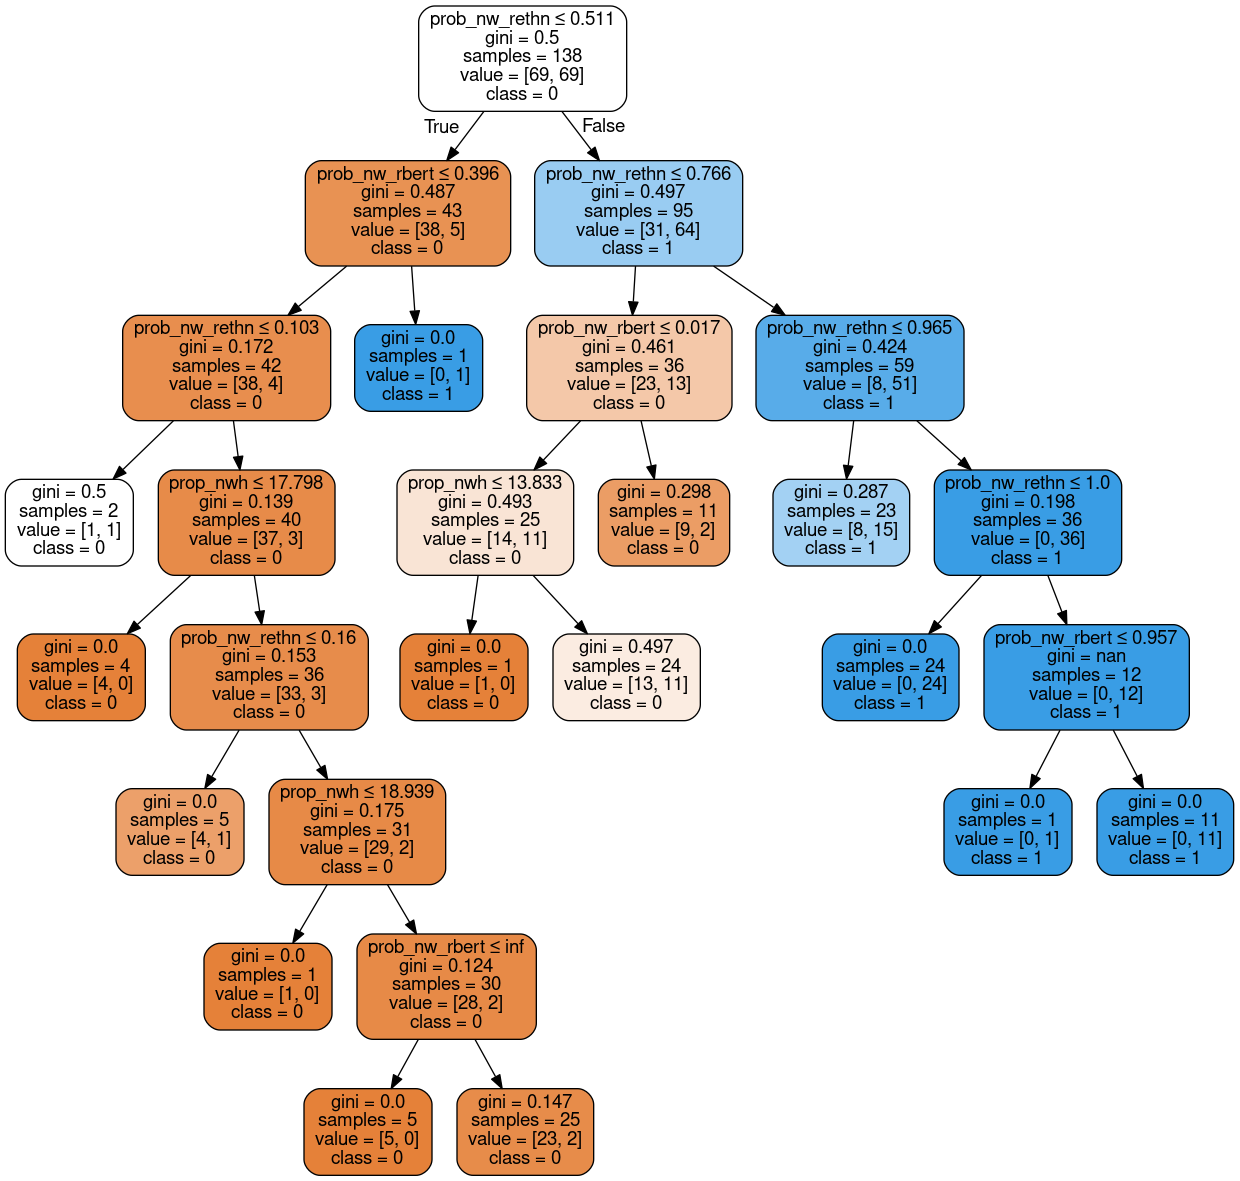 prob_nw_rethn ≤ 0.511
gini = 0.5
samples = 138
value = [69, 69]
class = 0
True
False
prob_nw_rbert ≤ 0.396
gini = 0.487
samples = 43
value = [38, 5]
class = 0
prob_nw_rethn ≤ 0.766
gini = 0.497
samples = 95
value = [31, 64]
class = 1
prob_nw_rethn ≤ 0.103
gini = 0.172
samples = 42
value = [38, 4]
class = 0
gini = 0.0
samples = 1
value = [0, 1]
class = 1
prob_nw_rbert ≤ 0.017
gini = 0.461
samples = 36
value = [23, 13]
class = 0
prob_nw_rethn ≤ 0.965
gini = 0.424
samples = 59
value = [8, 51]
class = 1
gini = 0.5
samples = 2
value = [1, 1]
class = 0
prop_nwh ≤ 17.798
gini = 0.139
samples = 40
value = [37, 3]
class = 0
prop_nwh ≤ 13.833
gini = 0.493
samples = 25
value = [14, 11]
class = 0
gini = 0.298
samples = 11
value = [9, 2]
class = 0
gini = 0.287
samples = 23
value = [8, 15]
class = 1
prob_nw_rethn ≤ 1.0
gini = 0.198
samples = 36
value = [0, 36]
class = 1
gini = 0.0
samples = 4
value = [4, 0]
class = 0
prob_nw_rethn ≤ 0.16
gini = 0.153
samples = 36
value = [33, 3]
class = 0
gini = 0.0
samples = 1
value = [1, 0]
class = 0
gini = 0.497
samples = 24
value = [13, 11]
class = 0
gini = 0.0
samples = 24
value = [0, 24]
class = 1
prob_nw_rbert ≤ 0.957
gini = nan
samples = 12
value = [0, 12]
class = 1
gini = 0.0
samples = 5
value = [4, 1]
class = 0
prop_nwh ≤ 18.939
gini = 0.175
samples = 31
value = [29, 2]
class = 0
gini = 0.0
samples = 1
value = [0, 1]
class = 1
gini = 0.0
samples = 11
value = [0, 11]
class = 1
gini = 0.0
samples = 1
value = [1, 0]
class = 0
prob_nw_rbert ≤ inf
gini = 0.124
samples = 30
value = [28, 2]
class = 0
gini = 0.0
samples = 5
value = [5, 0]
class = 0
gini = 0.147
samples = 25
value = [23, 2]
class = 0